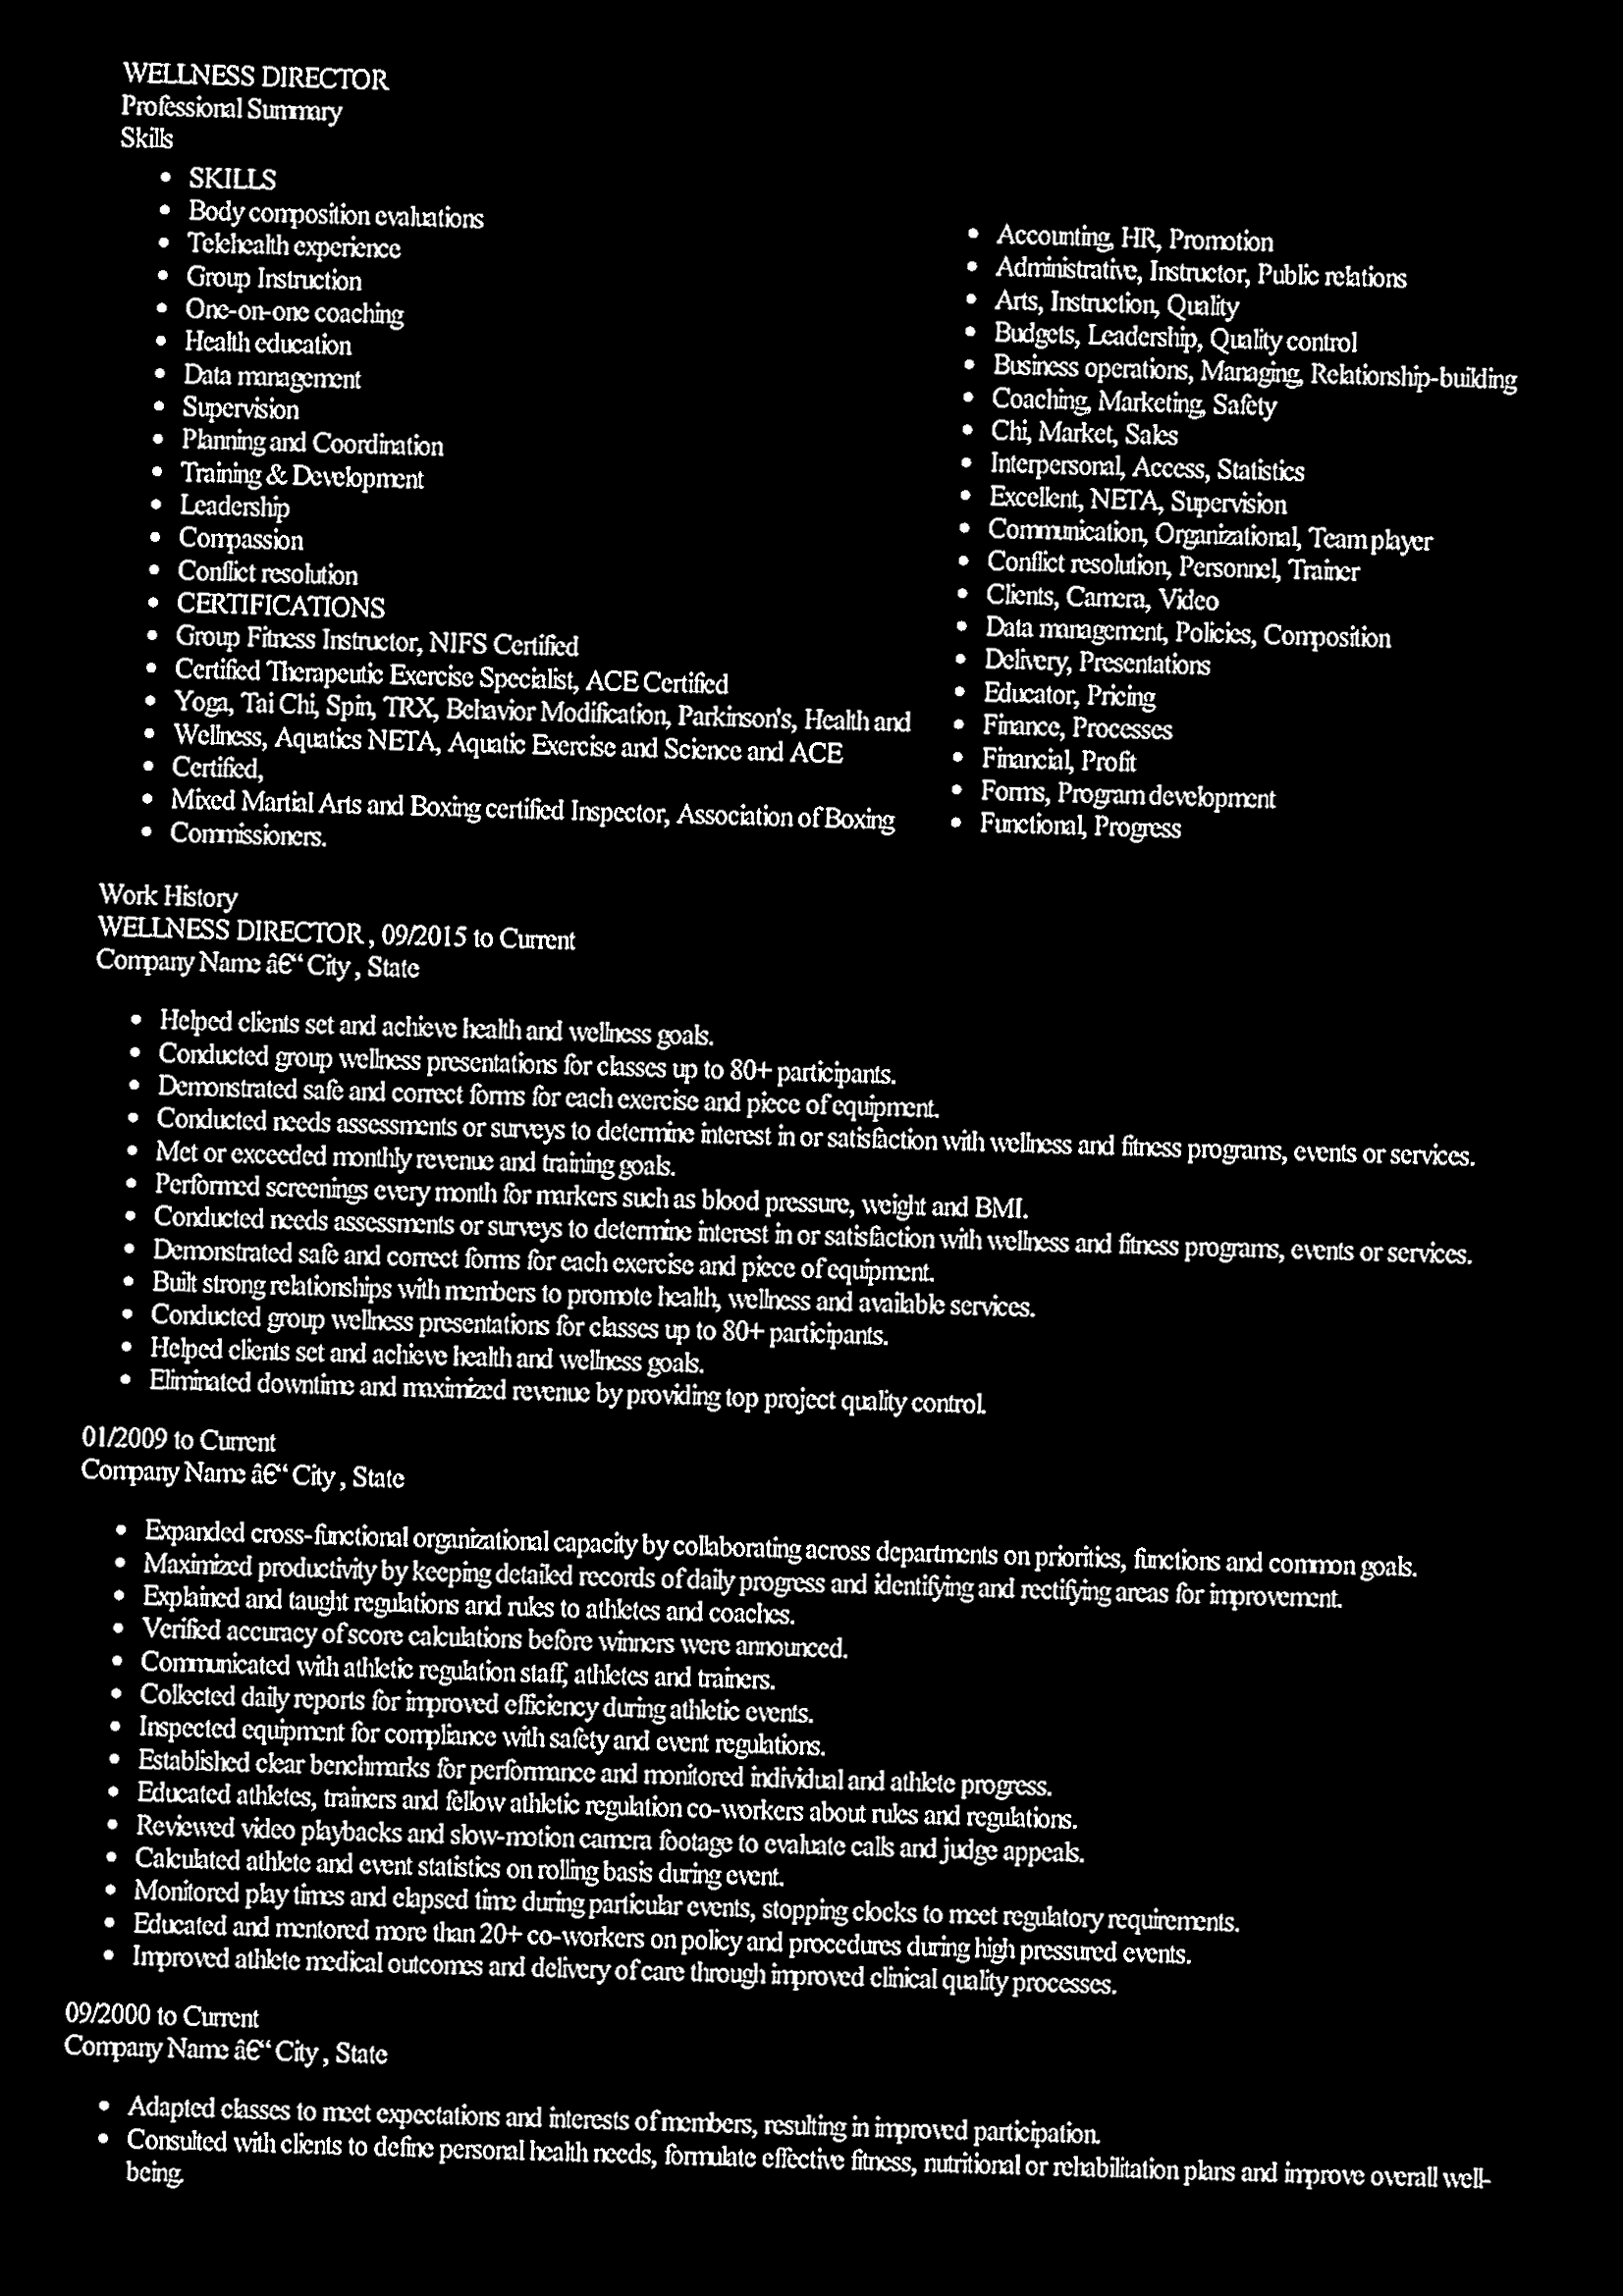 WELLNESS DIRECTOR
Professional Summary
Skills
• SKILLS
• Body composition evaluations
• Telehealth experience
• Group Instruction
• One-on-one coaching
• Health education
• Data management
• Supervision
• Planning and Coordination
• Training & Development
• Leadership
• Compassion
• Conflict resolution
• CERTIFICATIONS
• Group Fitness Instructor, NIFS Certified
• Certified Therapeutic Exercise Specialist, ACE Certified
• Yoga, Tai Chi, Spin, TRX, Behavior Modification, Parkinson's, Health and
• Wellness, Aquatics NETA, Aquatic Exercise and Science and ACE
• Certified,
• Mixed Martial Arts and Boxing certified Inspector, Association of Boxing
• Commissioners.
• Accounting, HR, Promotion
• Administrative, Instructor, Public relations
• Arts, Instruction, Quality
• Budgets, Leadership, Quality control
• Business operations, Managing, Relationship-building
• Coaching, Marketing, Safety
• Chi, Market, Sales
• Interpersonal, Access, Statistics
• Excellent, NETA, Supervision
• Communication, Organizational, Team player
• Conflict resolution, Personnel, Trainer
• Clients, Camera, Video
• Data management, Policies, Composition
• Delivery, Presentations
• Educator, Pricing
• Finance, Processes
• Financial, Profit
• Forms, Program development
• Functional, Progress
Work History
WELLNESS DIRECTOR , 09/2015 to Current
Company Name â€“ City , State
• Helped clients set and achieve health and wellness goals.
• Conducted group wellness presentations for classes up to 80+ participants.
• Demonstrated safe and correct forms for each exercise and piece of equipment.
• Conducted needs assessments or surveys to determine interest in or satisfaction with wellness and fitness programs, events or services.
• Met or exceeded monthly revenue and training goals.
• Performed screenings every month for markers such as blood pressure, weight and BMI.
• Conducted needs assessments or surveys to determine interest in or satisfaction with wellness and fitness programs, events or services.
• Demonstrated safe and correct forms for each exercise and piece of equipment.
• Built strong relationships with members to promote health, wellness and available services.
• Conducted group wellness presentations for classes up to 80+ participants.
• Helped clients set and achieve health and wellness goals.
• Eliminated downtime and maximized revenue by providing top project quality control.
01/2009 to Current
Company Name â€“ City , State
• Expanded cross-functional organizational capacity by collaborating across departments on priorities, functions and common goals.
• Maximized productivity by keeping detailed records of daily progress and identifying and rectifying areas for improvement.
• Explained and taught regulations and rules to athletes and coaches.
• Verified accuracy of score calculations before winners were announced.
• Communicated with athletic regulation staff, athletes and trainers.
• Collected daily reports for improved efficiency during athletic events.
• Inspected equipment for compliance with safety and event regulations.
• Established clear benchmarks for performance and monitored individual and athlete progress.
• Educated athletes, trainers and fellow athletic regulation co-workers about rules and regulations.
• Reviewed video playbacks and slow-motion camera footage to evaluate calls and judge appeals.
• Calculated athlete and event statistics on rolling basis during event.
• Monitored play times and elapsed time during particular events, stopping clocks to meet regulatory requirements.
• Educated and mentored more than 20+ co-workers on policy and procedures during high pressured events.
• Improved athlete medical outcomes and delivery of care through improved clinical quality processes.
09/2000 to Current
Company Name â€“ City , State
• Adapted classes to meet expectations and interests of members, resulting in improved participation.
• Consulted with clients to define personal health needs, formulate effective fitness, nutritional or rehabilitation plans and improve overall well-
being.